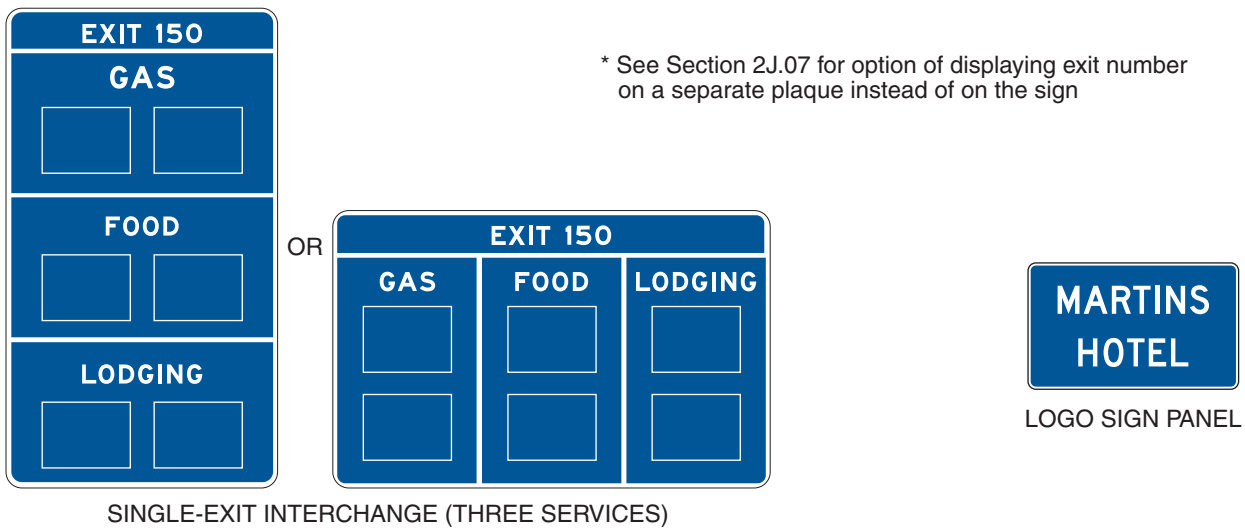 EXIT 150
GAS
FOOD
LODGING
OR
EXIT 150
GAS FOOD LODGING
* See Section 2J.07 for option of displaying exit number
on a separate plaque instead of on the sign
MARTINS
HOTEL
LOGO SIGN PANEL
SINGLE-EXIT INTERCHANGE (THREE SERVICES)